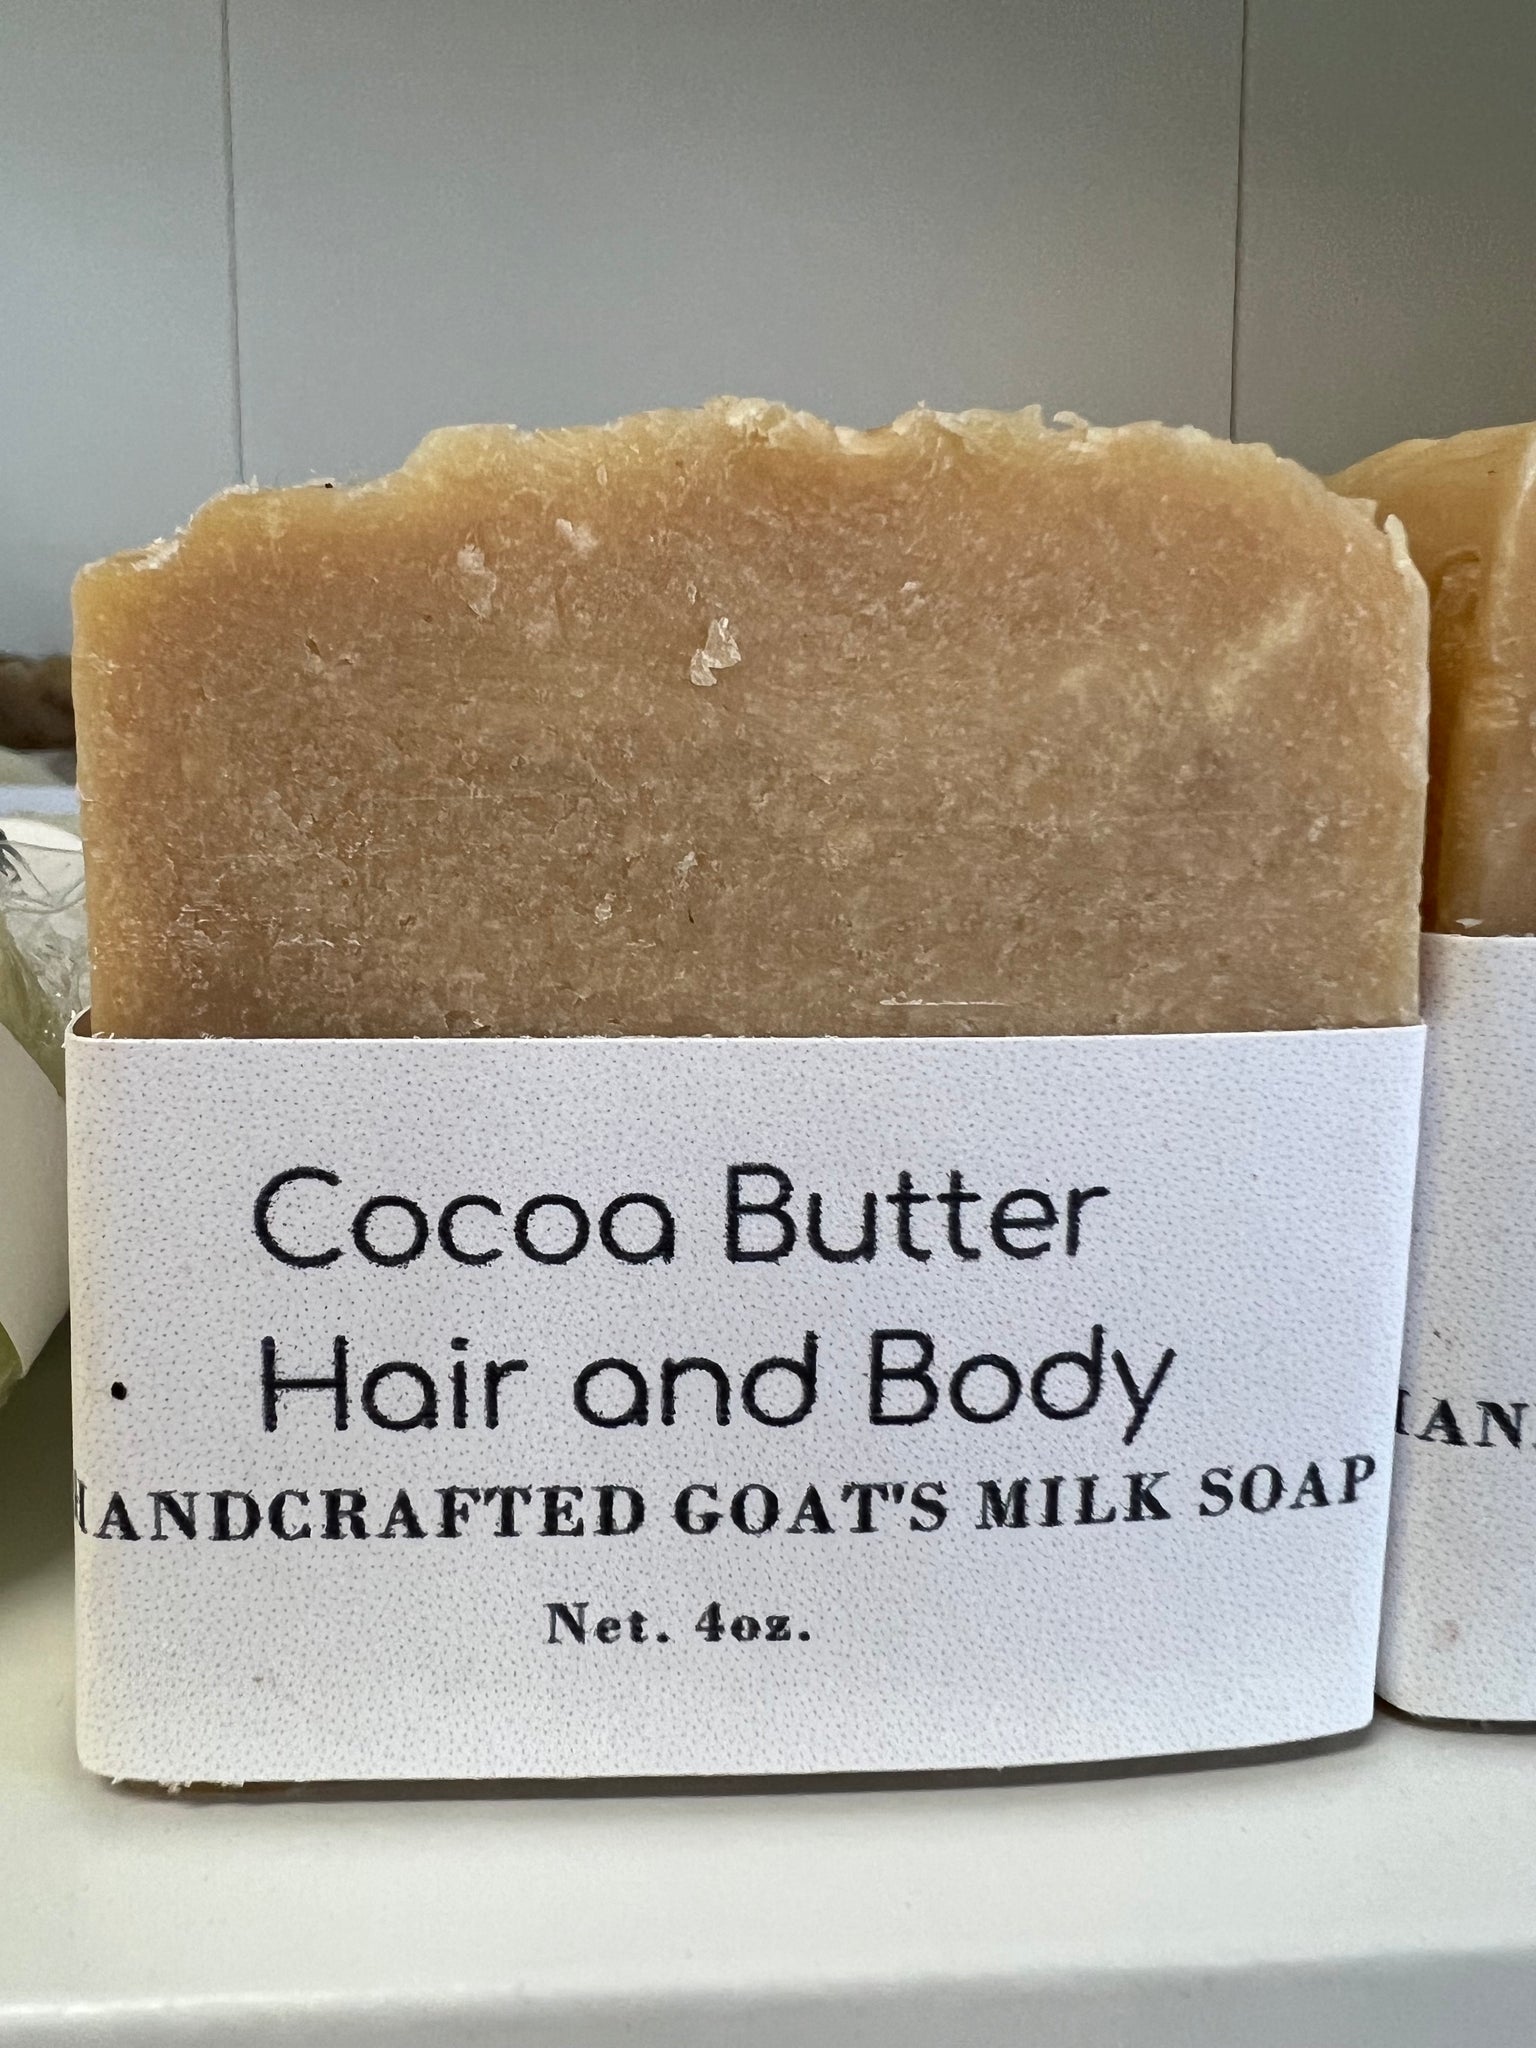 Cocoa Butter
Hair and Body
HANDCRAFTED GOAT'S MILK SOAP
Net. 4oz.